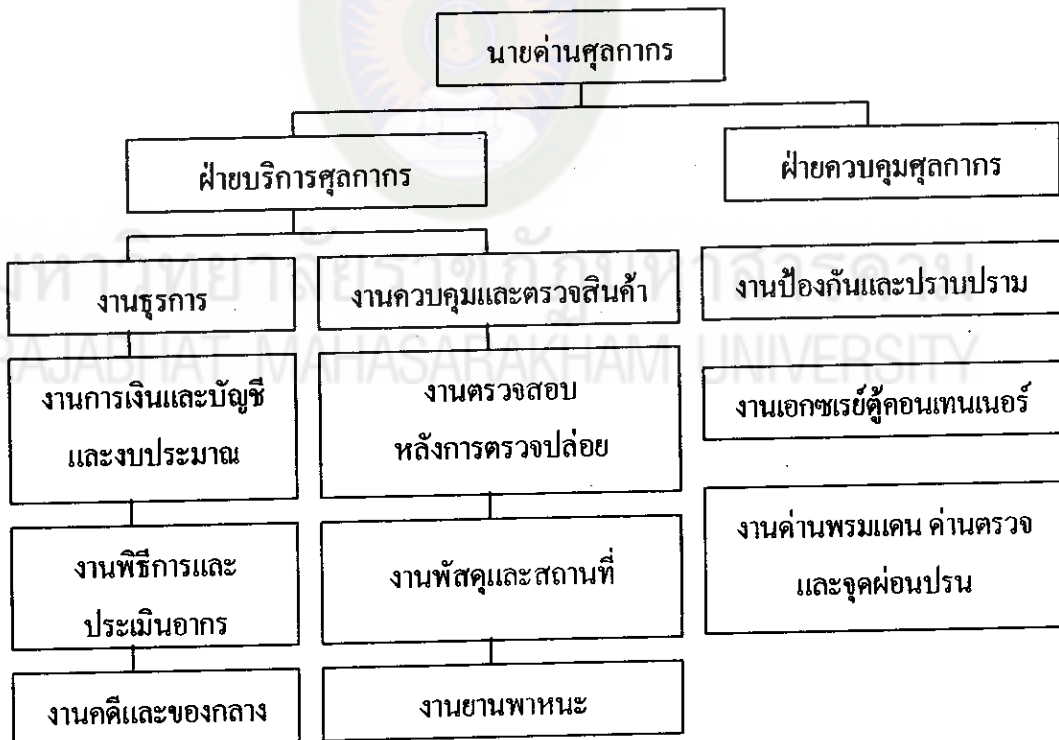 นายด่านศุลกากร
ฝ่ายบริการศุลกากร
ฝ่ายควบคุมศุลกากร
งานธุรการ
งานควบคุมและตรวจสินค้า
งานป้องกันและปราบปราม
งานการเงินและบัญชี
และงบประมาณ
งานตรวจสอบ
หลังการตรวจปล่อย
งานเอกซเรย์ตู้คอนเทนเนอร์
งานพิธีการและ
ประเมินอากร
งานพัสดุและสถานที่
งานด่านพรมแดน ด่านตรวจ
และจุดผ่อนปรน
งานคดีและของกลาง
งานยานพาหนะ
มหาวิทยาลัยราชภัฏมหาสารคาม
RAJABHAT MAHASARAKHAM UNIVERSITY